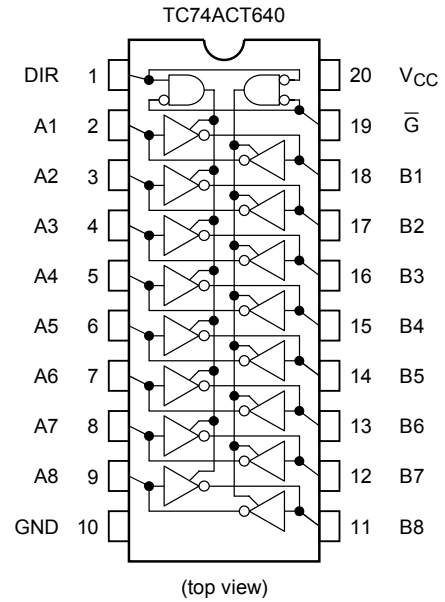 TC74ACT640
DIR 1 20 VCC
A1 2 19 G̅
A2 3 18 B1
A3 4 17 B2
A4 5 16 B3
A5 6 15 B4
A6 7 14 B5
A7 8 13 B6
A8 9 12 B7
GND 10 11 B8
(top view)